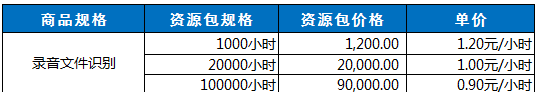 商品规格 资源包规格 资源包价格 单价
录音文件识别 1000小时 1,200.00 1.20元/小时
20000小时 20,000.00 1.00元/小时
100000小时 90,000.00 0.90元/小时